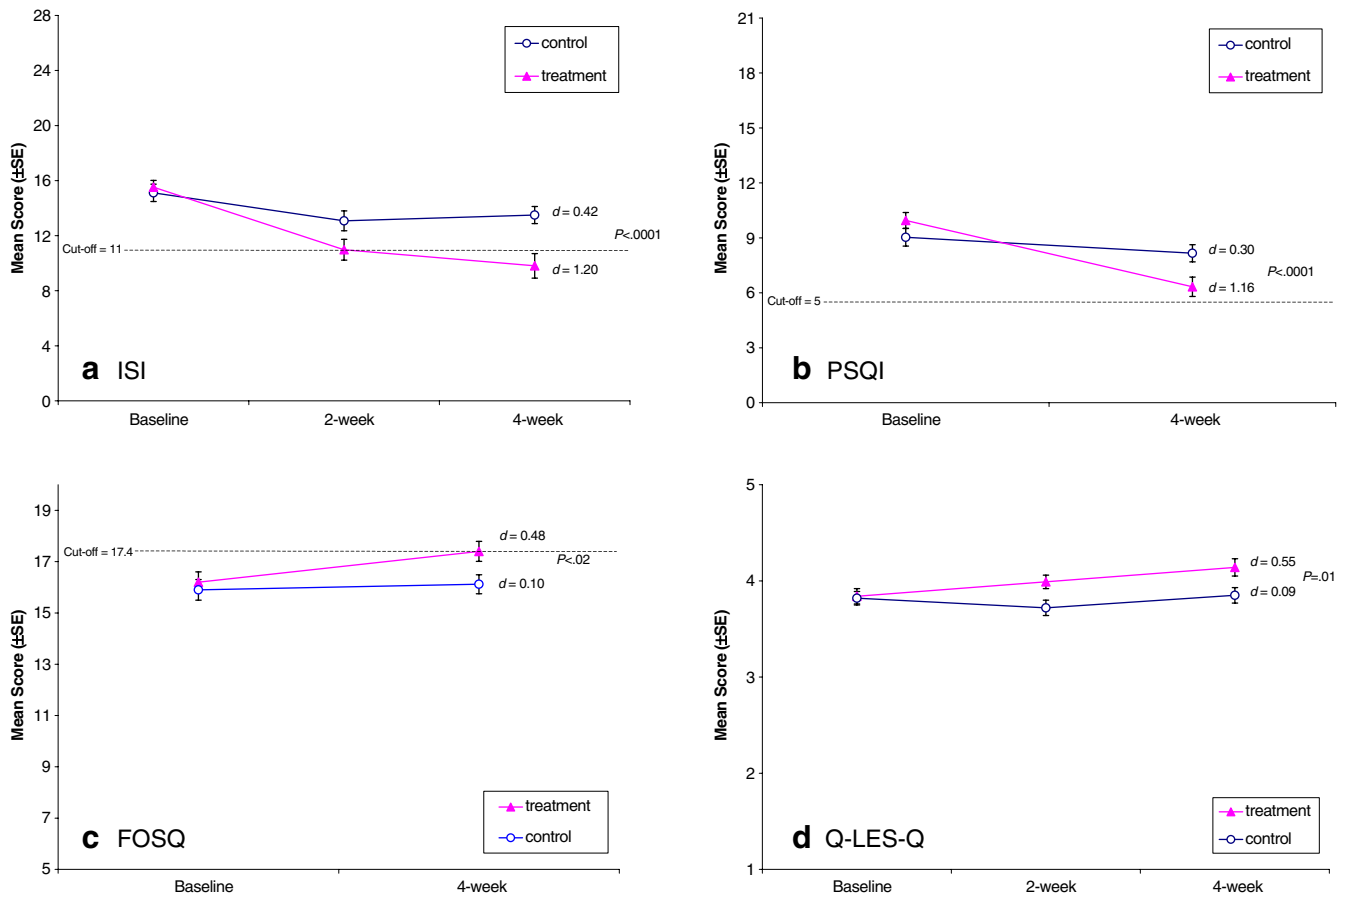 28
24
20
16
12
8
4
0
Mean Score (±SE)
control
treatment
Cut-off = 11
d = 0.42
P<.0001
d = 1.20
a ISI
Baseline 2-week 4-week
21
18
15
12
9
6
3
0
Mean Score (±SE)
control
treatment
Cut-off = 5
d = 0.30
P<.0001
d = 1.16
b PSQI
Baseline 4-week
19
17
15
13
11
9
7
5
Mean Score (±SE)
Cut-off = 17.4
d = 0.48
P<.02
d = 0.10
treatment
control
c FOSQ
Baseline 4-week
5
4
3
2
1
Mean Score (±SE)
d = 0.55
P=.01
d = 0.09
treatment
control
d Q-LES-Q
Baseline 2-week 4-week